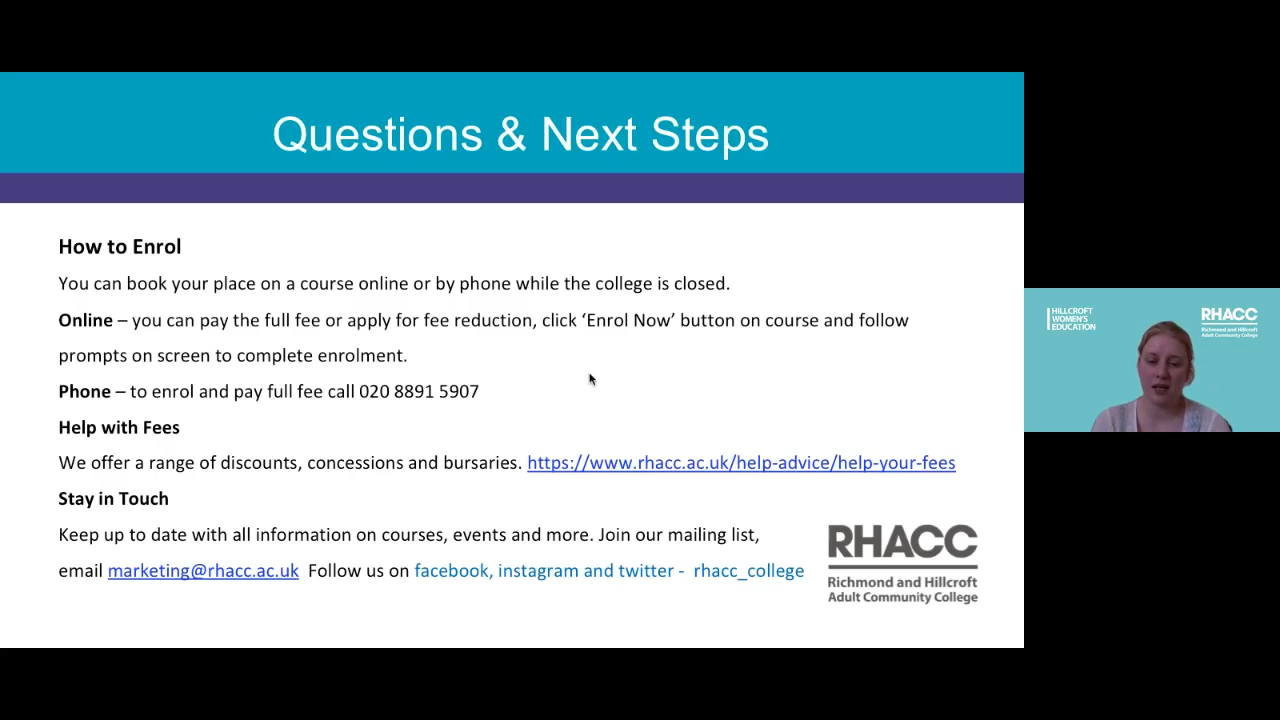 Questions & Next Steps
How to Enrol
You can book your place on a course online or by phone while the college is closed.
Online – you can pay the full fee or apply for fee reduction, click ‘Enrol Now’ button on course and follow
prompts on screen to complete enrolment.
Phone – to enrol and pay full fee call 020 8891 5907
Help with Fees
We offer a range of discounts, concessions and bursaries. https://www.rhacc.ac.uk/help-advice/help-your-fees
Stay in Touch
Keep up to date with all information on courses, events and more. Join our mailing list,
email marketing@rhacc.ac.uk  Follow us on facebook, instagram and twitter -  rhacc_college
RHACC
Richmond and Hillcroft
Adult Community College
HILLCROFT
WOMEN'S
EDUCATION
RHACC
Richmond and Hillcroft
Adult Community College